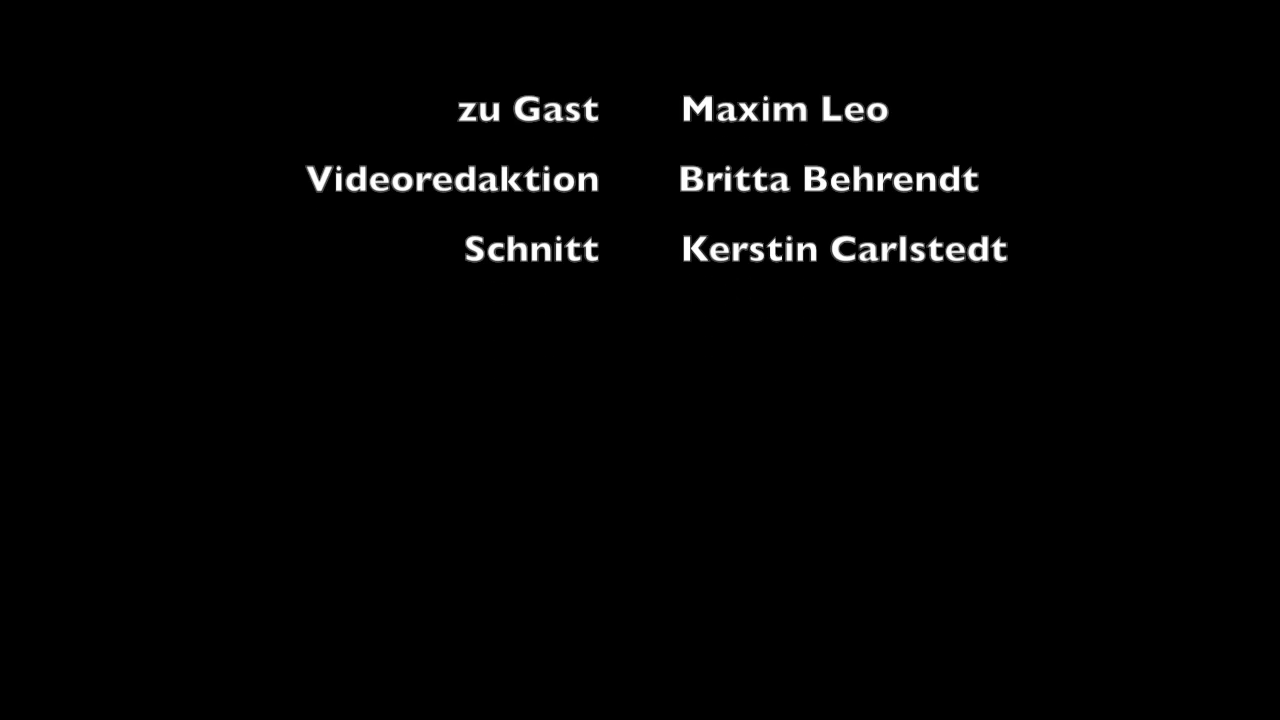 zu Gast Maxim Leo
Videoredaktion Britta Behrendt
Schnitt Kerstin Carlstedt